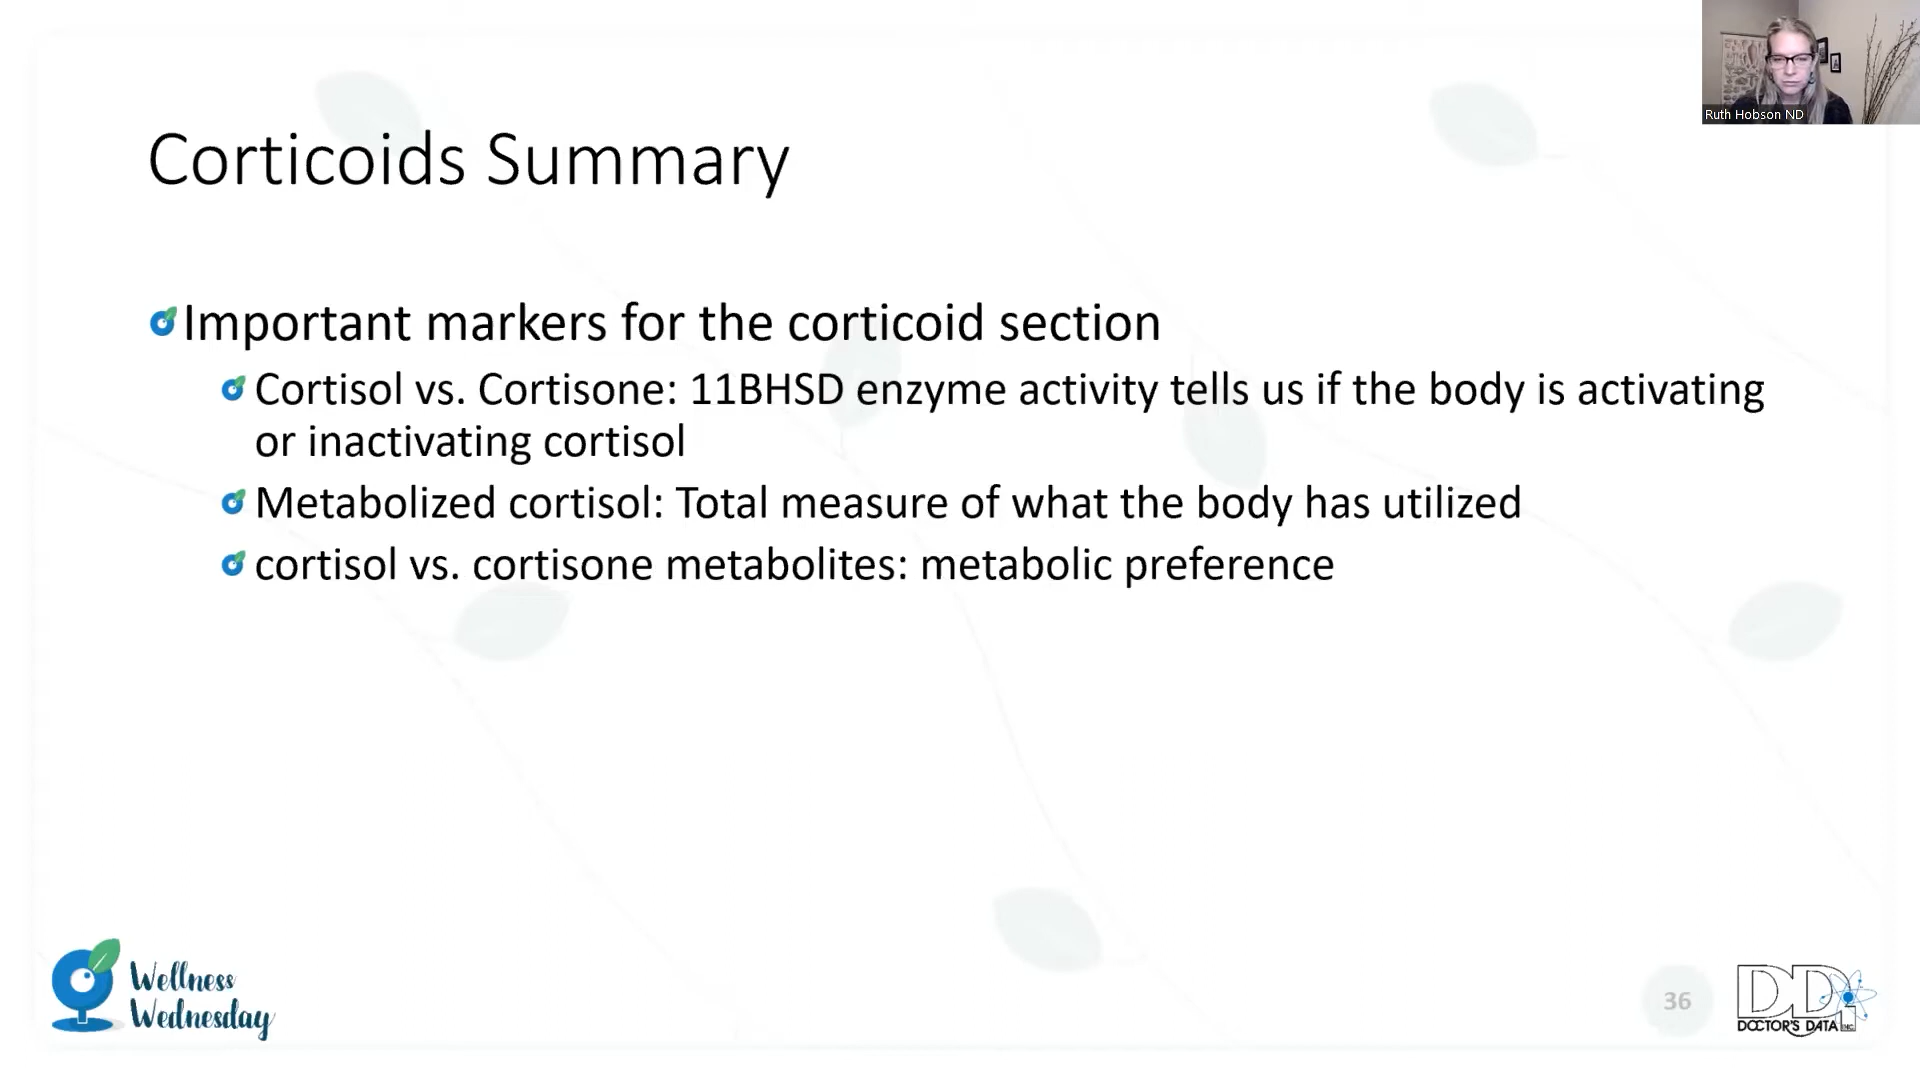 Ruth Hobson ND
Corticoids Summary
Important markers for the corticoid section
Cortisol vs. Cortisone: 11BHSD enzyme activity tells us if the body is activating
or inactivating cortisol
Metabolized cortisol: Total measure of what the body has utilized
cortisol vs. cortisone metabolites: metabolic preference
Wellness
Wednesday
36
DDI
DOCTOR'S DATA INC.